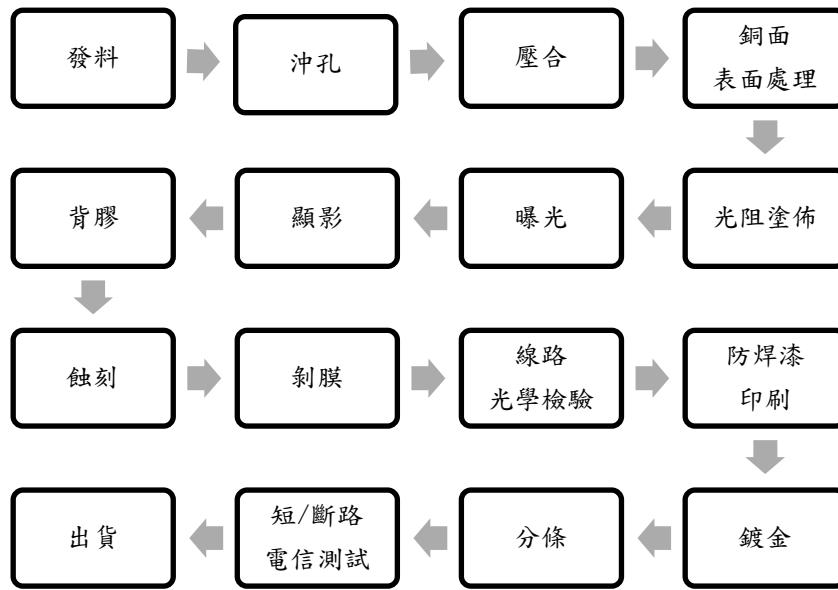 發料
沖孔
壓合
銅面
表面處理
光阻塗佈
曝光
顯影
背膠
蝕刻
剝膜
線路
光學檢驗
防焊漆
印刷
鍍金
分條
短/斷路
電信測試
出貨